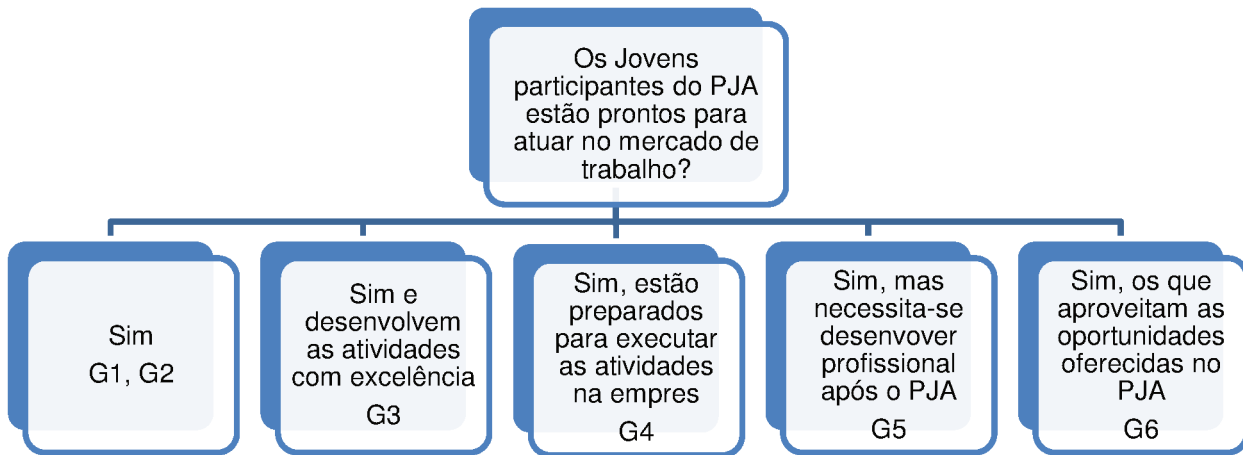 Os Jovens
participantes do PJA
estão prontos para
atuar no mercado de
trabalho?
Sim
G1, G2
Sim e
desenvolvem
as atividades
com excelência
G3
Sim, estão
preparados
para executar
as atividades
na empres
G4
Sim, mas
necessita-se
desenvover
profissional
após o PJA
G5
Sim, os que
aproveitam as
oportunidades
oferecidas no
PJA
G6